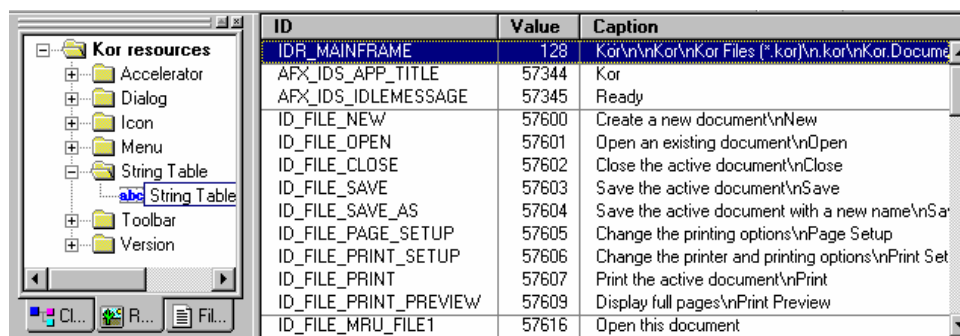 Kor resources
Accelerator
Dialog
Icon
Menu
String Table
abc String Table
Toolbar
Version
Cl... R... Fil...
ID Value Caption
IDR_MAINFRAME 128 Kör\n\nKor\nKor Files (*.kor)\n.kor\nKor.Docume
AFX_IDS_APP_TITLE 57344 Kor
AFX_IDS_IDLEMESSAGE 57345 Ready
ID_FILE_NEW 57600 Create a new document\nNew
ID_FILE_OPEN 57601 Open an existing document\nOpen
ID_FILE_CLOSE 57602 Close the active document\nClose
ID_FILE_SAVE 57603 Save the active document\nSave
ID_FILE_SAVE_AS 57604 Save the active document with a new name\nSa
ID_FILE_PAGE_SETUP 57605 Change the printing options\nPage Setup
ID_FILE_PRINT_SETUP 57606 Change the printer and printing options\nPrint Set
ID_FILE_PRINT 57607 Print the active document\nPrint
ID_FILE_PRINT_PREVIEW 57609 Display full pages\nPrint Preview
ID_FILE_MRU_FILE1 57616 Open this document